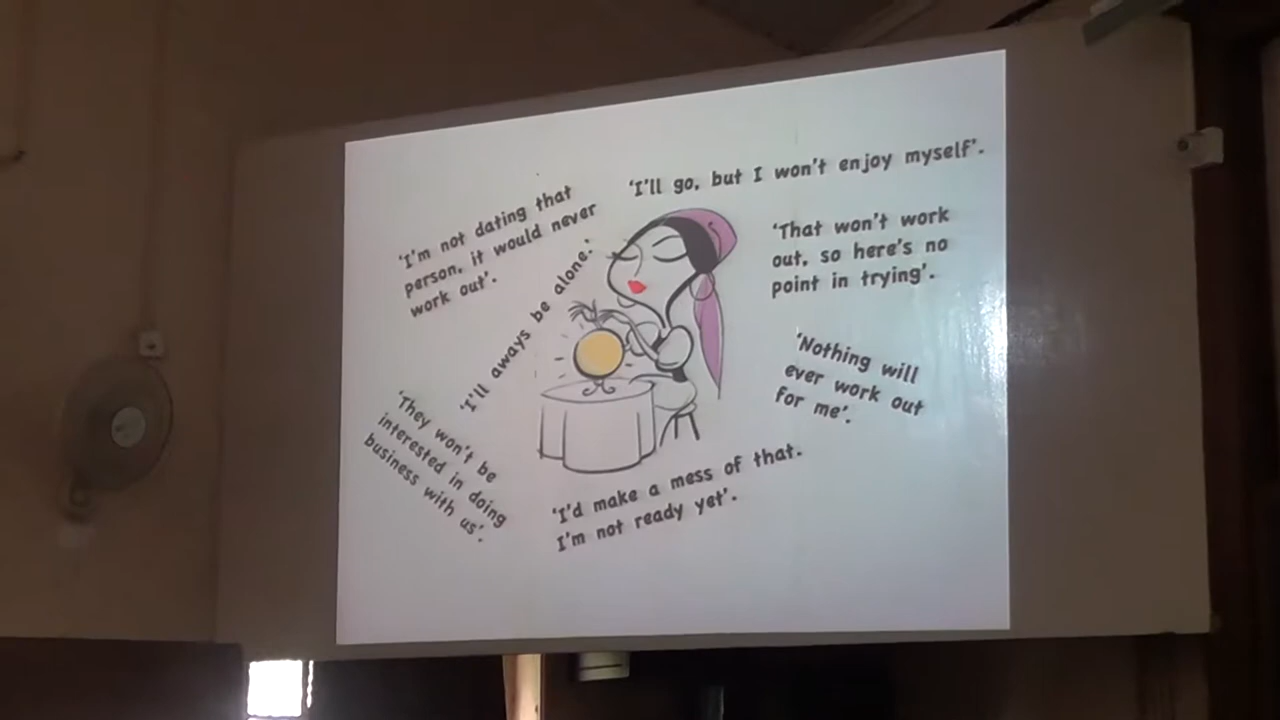 'I'll go, but I won't enjoy myself'.
'I'm not dating that
person, it would never
work out'.
'I'll aways be alone.'
'That won't work
out, so here's no
point in trying'.
'Nothing will
ever work out
for me'.
'They won't be
interested in doing
business with us'.
'I'd make a mess of that.
I'm not ready yet'.